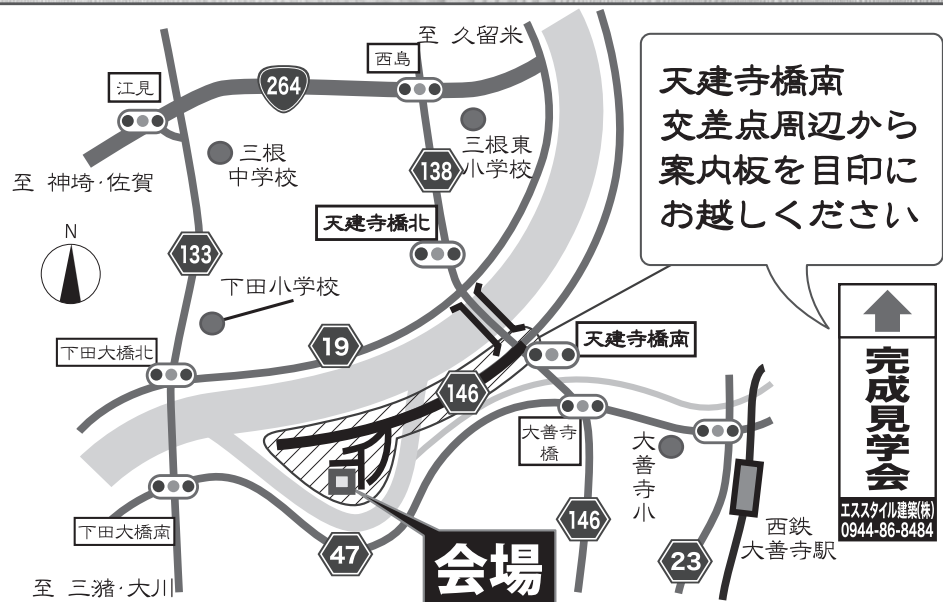 至 久留米
西島
江見
264
三根東
小学校
三根
中学校
138
至 神埼・佐賀
天建寺橋北
N
133
下田小学校
天建寺橋南
交差点周辺から
案内板を目印に
お越しください
19
下田大橋北
天建寺橋南
146
大善寺
橋
大善寺小
完成見学会
エススタイル建築(株)
0944-86-8484
下田大橋南
47
146
23
西鉄
大善寺駅
会場
至 三猪・大川